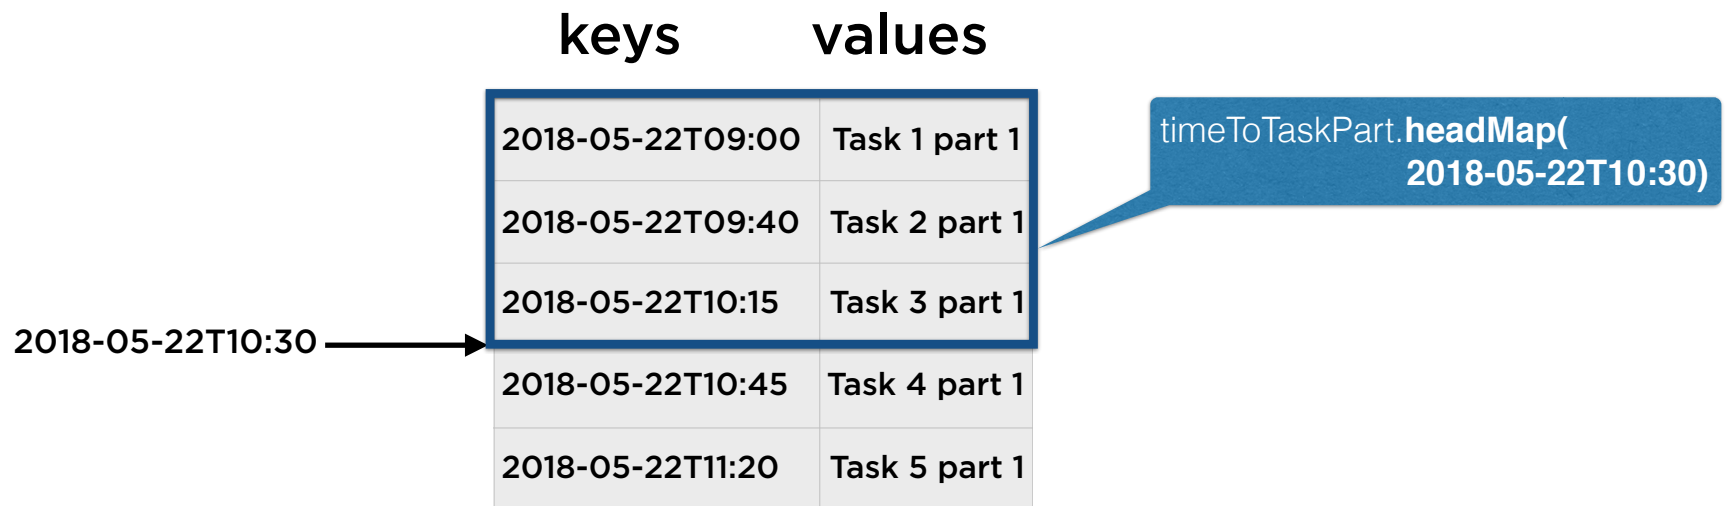 keys values
2018-05-22T09:00 Task 1 part 1
2018-05-22T09:40 Task 2 part 1
2018-05-22T10:15 Task 3 part 1
2018-05-22T10:45 Task 4 part 1
2018-05-22T11:20 Task 5 part 1
2018-05-22T10:30
timeToTaskPart.headMap(
2018-05-22T10:30)